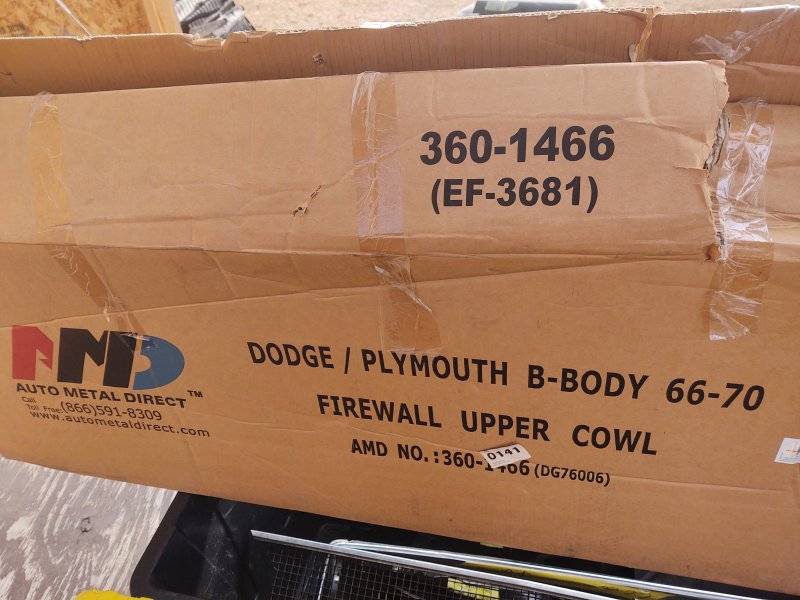 360-1466
(EF-3681)
AMD
AUTO METAL DIRECT™
Call
Toll Free:(866)591-8309
www.autometaldirect.com
DODGE / PLYMOUTH B-BODY 66-70
FIREWALL UPPER COWL
AMD NO.:360-1466 (DG76006)
0141